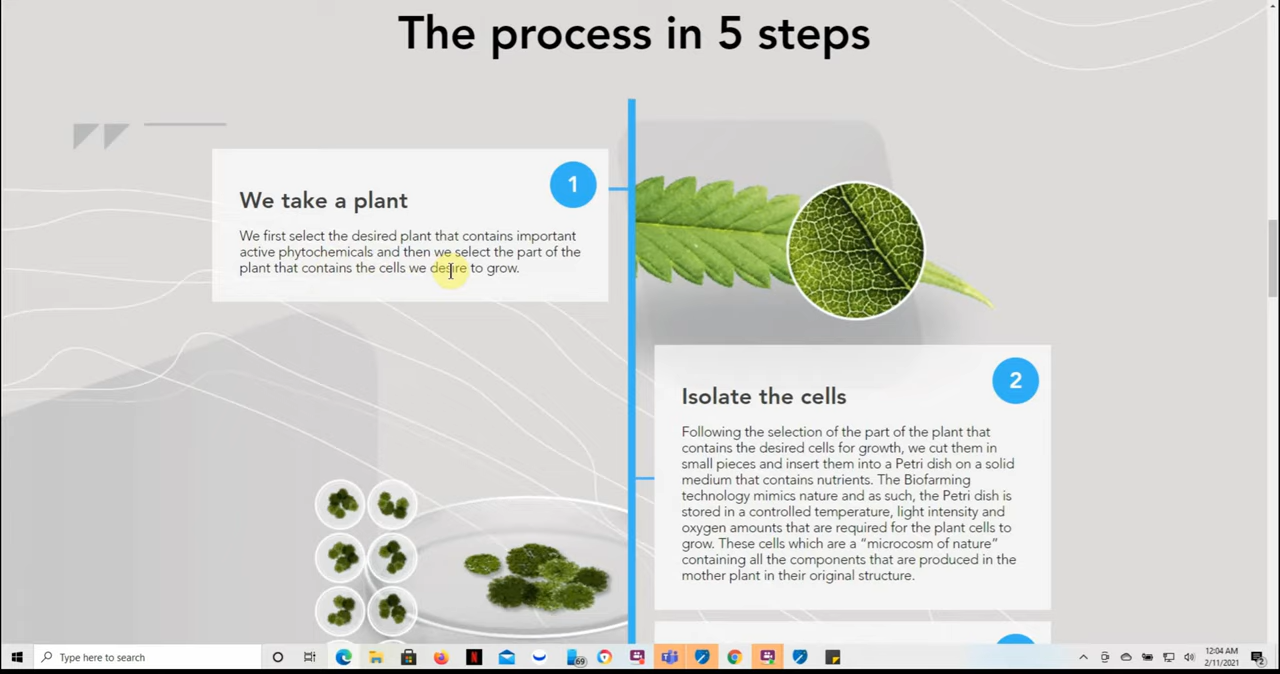 The process in 5 steps
1
We take a plant
We first select the desired plant that contains important
active phytochemicals and then we select the part of the
plant that contains the cells we desire to grow.
2
Isolate the cells
Following the selection of the part of the plant that
contains the desired cells for growth, we cut them in
small pieces and insert them into a Petri dish on a solid
medium that contains nutrients. The Biofarming
technology mimics nature and as such, the Petri dish is
stored in a controlled temperature, light intensity and
oxygen amounts that are required for the plant cells to
grow. These cells which are a “microcosm of nature”
containing all the components that are produced in the
mother plant in their original structure.
Type here to search
N
69
12:04 AM
2/11/2021
2